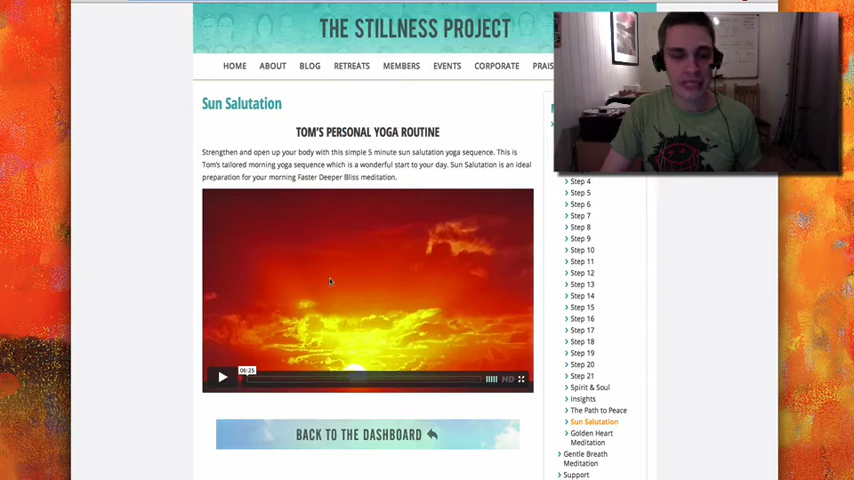 THE STILLNESS PROJECT
HOME ABOUT BLOG RETREATS MEMBERS EVENTS CORPORATE PRAIS
Sun Salutation
TOM'S PERSONAL YOGA ROUTINE
Strengthen and open up your body with this simple 5 minute sun salutation yoga sequence. This is
Tom's tailored morning yoga sequence which is a wonderful start to your day. Sun Salutation is an ideal
preparation for your morning Faster Deeper Bliss meditation.
06:25
HD
BACK TO THE DASHBOARD
Step 4
Step 5
Step 6
Step 7
Step 8
Step 9
Step 10
Step 11
Step 12
Step 13
Step 14
Step 15
Step 16
Step 17
Step 18
Step 19
Step 20
Step 21
Spirit & Soul
Insights
The Path to Peace
Sun Salutation
Golden Heart
Meditation
Gentle Breath
Meditation
Support